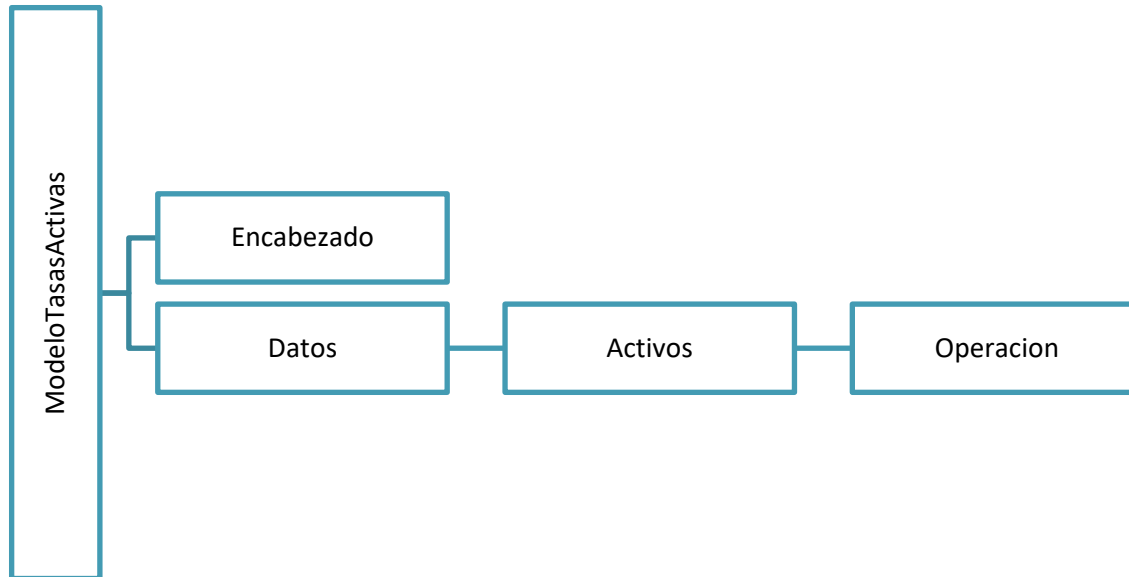 ModeloTasasActivas
Encabezado
Datos
Activos
Operacion